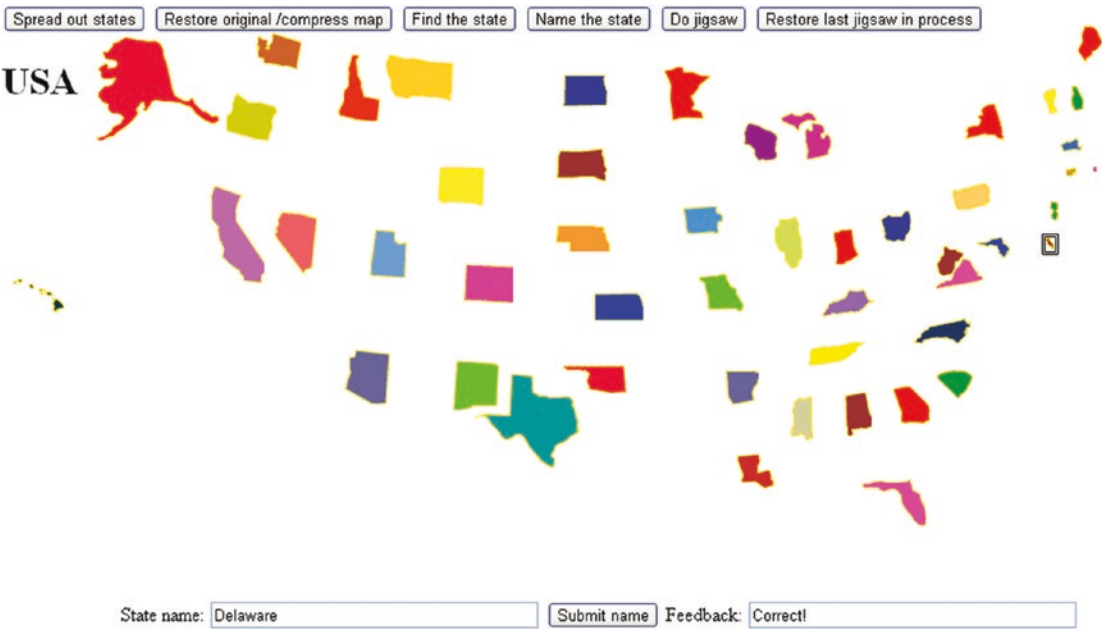 Spread out states Restore original /compress map Find the state Name the state Do jigsaw Restore last jigsaw in process
USA
State name: Delaware Submit name Feedback: Correct!